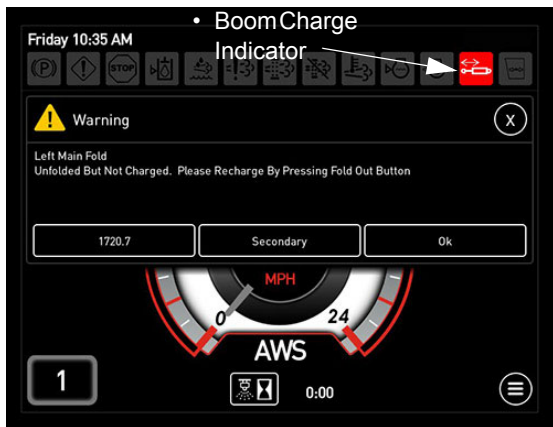 • Boom Charge
Indicator
Friday 10:35 AM
(P) STOP
Warning X
Left Main Fold
Unfolded But Not Charged. Please Recharge By Pressing Fold Out Button
1720.7 Secondary Ok
MPH
0 24
AWS
1 0:00